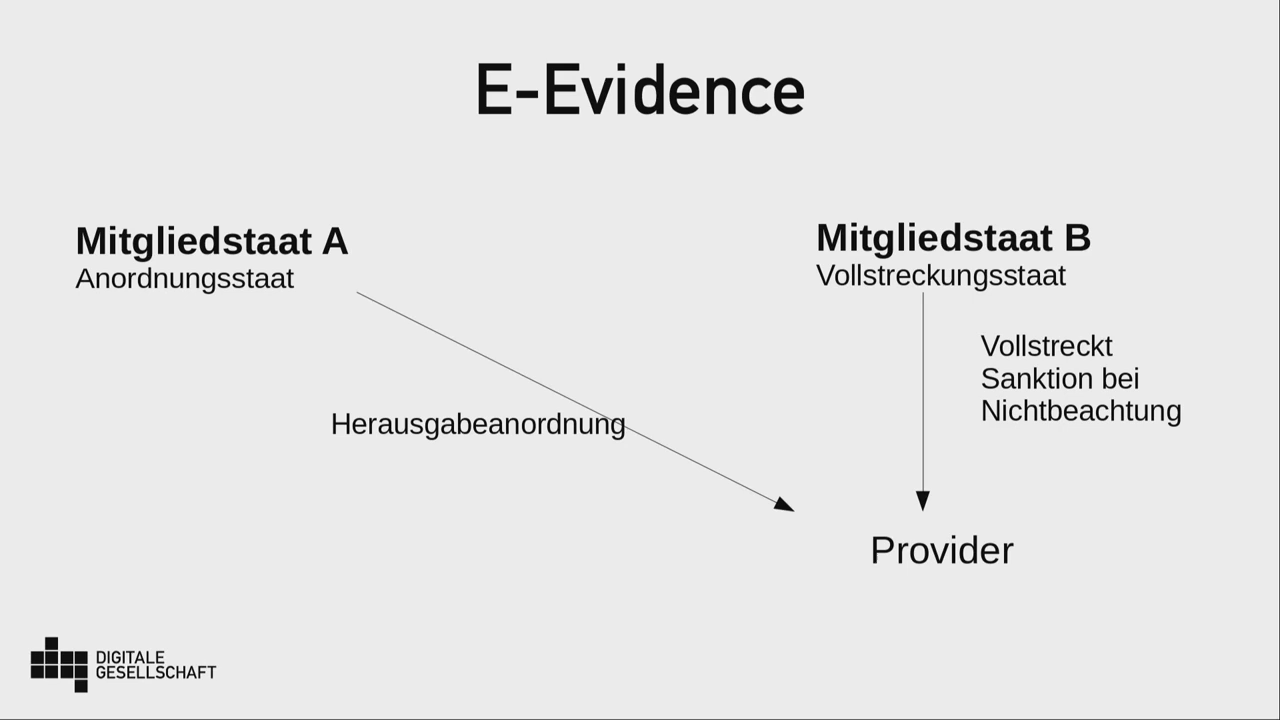 E-Evidence
Mitgliedstaat A
Anordnungsstaat
Mitgliedstaat B
Vollstreckungsstaat
Vollstreckt
Sanktion bei
Nichtbeachtung
Herausgabeanordnung
Provider
DIGITALE
GESELLSCHAFT